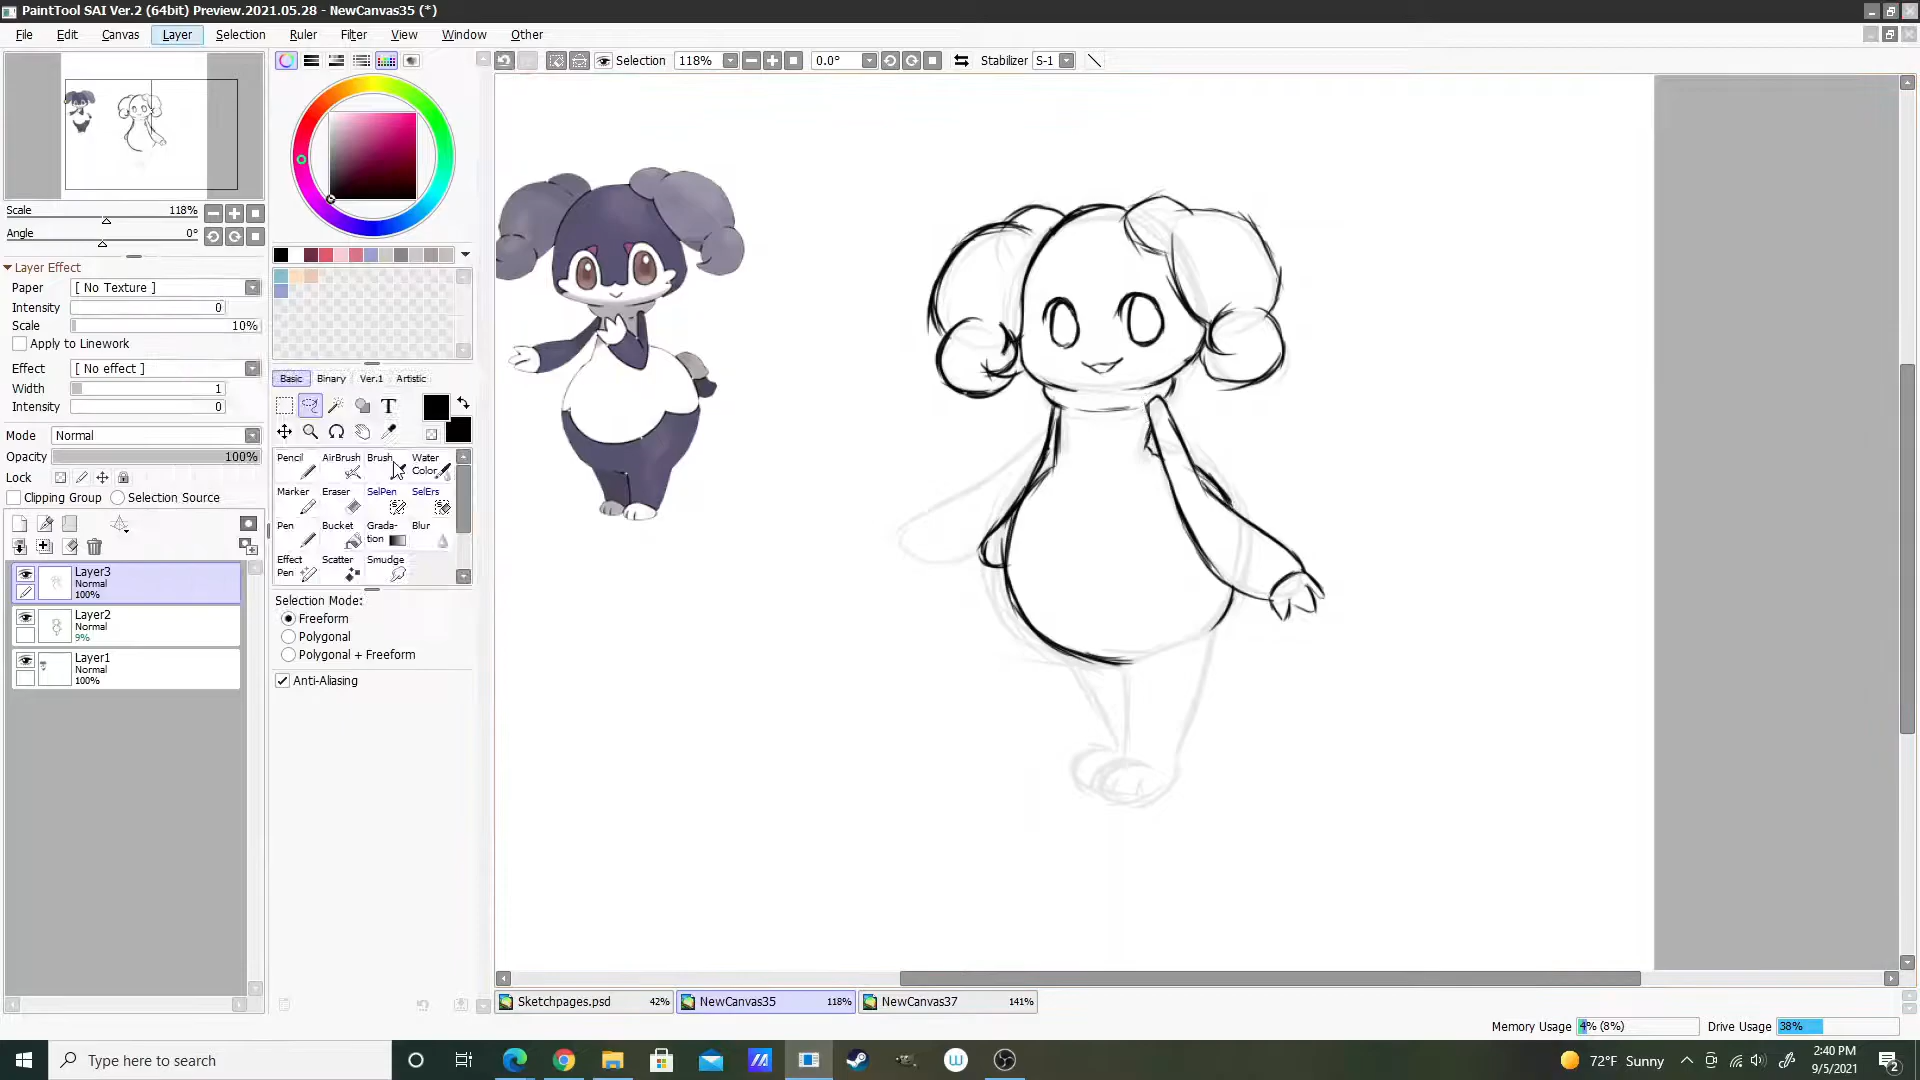 PaintTool SAI Ver.2 (64bit) Preview.2021.05.28 - NewCanvas35 (*)
File Edit Canvas Layer Selection Ruler Filter View Window Other
Selection 118% 0.0° Stabilizer S-1
Scale 118%
Angle 0°
Layer Effect
Paper [ No Texture ]
Intensity 0
Scale 10%
Apply to Linework
Effect [ No effect ]
Width 1
Intensity 0
Mode Normal
Opacity 100%
Lock
Clipping Group Selection Source
Layer3
Normal
100%
Layer2
Normal
9%
Layer1
Normal
100%
Basic Binary Ver.1 Artistic
T
Pencil AirBrush Brush Water
Color
Marker Eraser SelPen SelErs
Pen Bucket Grada-
tion Blur
Effect
Pen Scatter Smudge
Selection Mode:
Freeform
Polygonal
Polygonal + Freeform
Anti-Aliasing
Sketchpages.psd 42% NewCanvas35 118% NewCanvas37 141%
Memory Usage 4% (8%) Drive Usage 38%
Type here to search
72°F Sunny
2:40 PM
9/5/2021
2